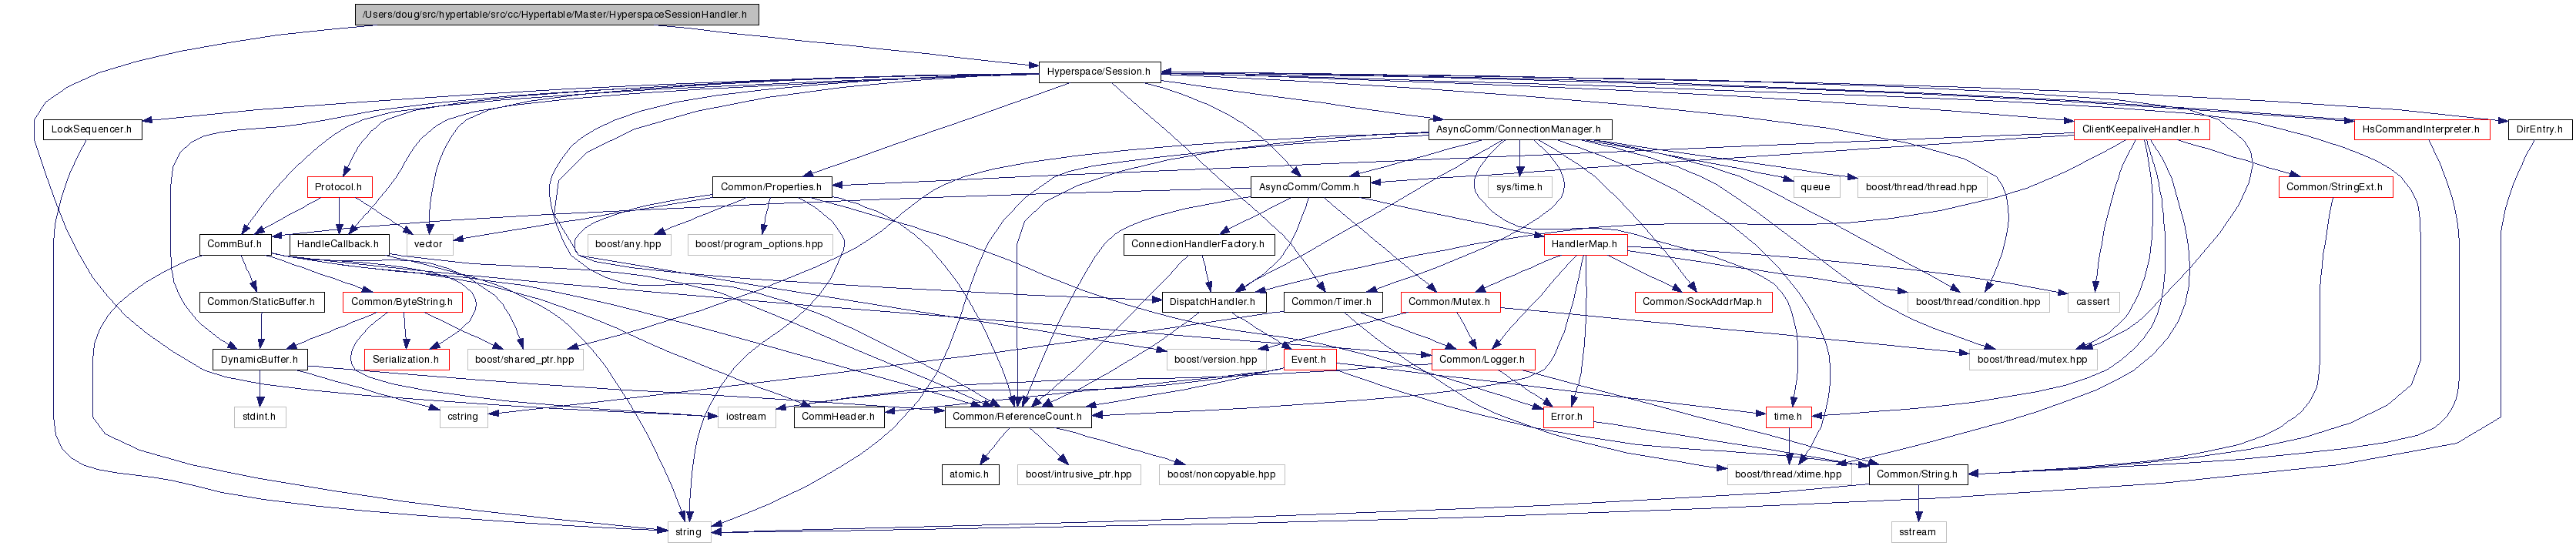 /Users/doug/src/hypertable/src/cc/Hypertable/Master/HyperspaceSessionHandler.h
Hyperspace/Session.h
LockSequencer.h
AsyncComm/ConnectionManager.h
ClientKeepaliveHandler.h
HsCommandInterpreter.h
DirEntry.h
Protocol.h
Common/Properties.h
AsyncComm/Comm.h
sys/time.h
queue
boost/thread/thread.hpp
Common/StringExt.h
CommBuf.h
HandleCallback.h
vector
boost/any.hpp
boost/program_options.hpp
ConnectionHandlerFactory.h
HandlerMap.h
Common/StaticBuffer.h
Common/ByteString.h
DispatchHandler.h
Common/Timer.h
Common/Mutex.h
Common/SockAddrMap.h
boost/thread/condition.hpp
cassert
DynamicBuffer.h
Serialization.h
boost/shared_ptr.hpp
boost/version.hpp
Event.h
Common/Logger.h
boost/thread/mutex.hpp
stdint.h
cstring
iostream
CommHeader.h
Common/ReferenceCount.h
Error.h
time.h
atomic.h
boost/intrusive_ptr.hpp
boost/noncopyable.hpp
boost/thread/xtime.hpp
Common/String.h
string
sstream